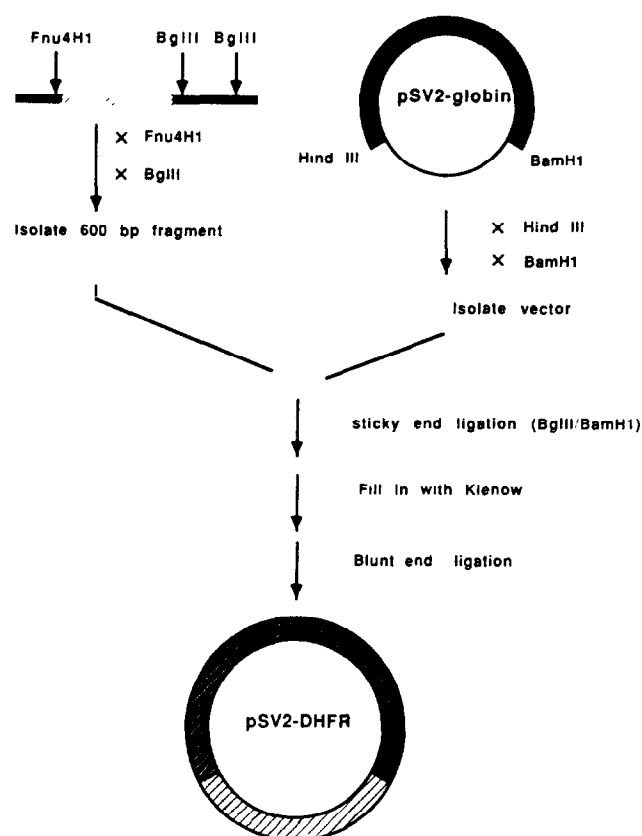 Fnu4H1 BglII BglII
pSV2-globin
Hind III BamH1
× Fnu4H1
× BglII
Isolate 600 bp fragment
× Hind III
× BamH1
Isolate vector
sticky end ligation (BglII/BamH1)
Fill in with Klenow
Blunt end ligation
pSV2-DHFR